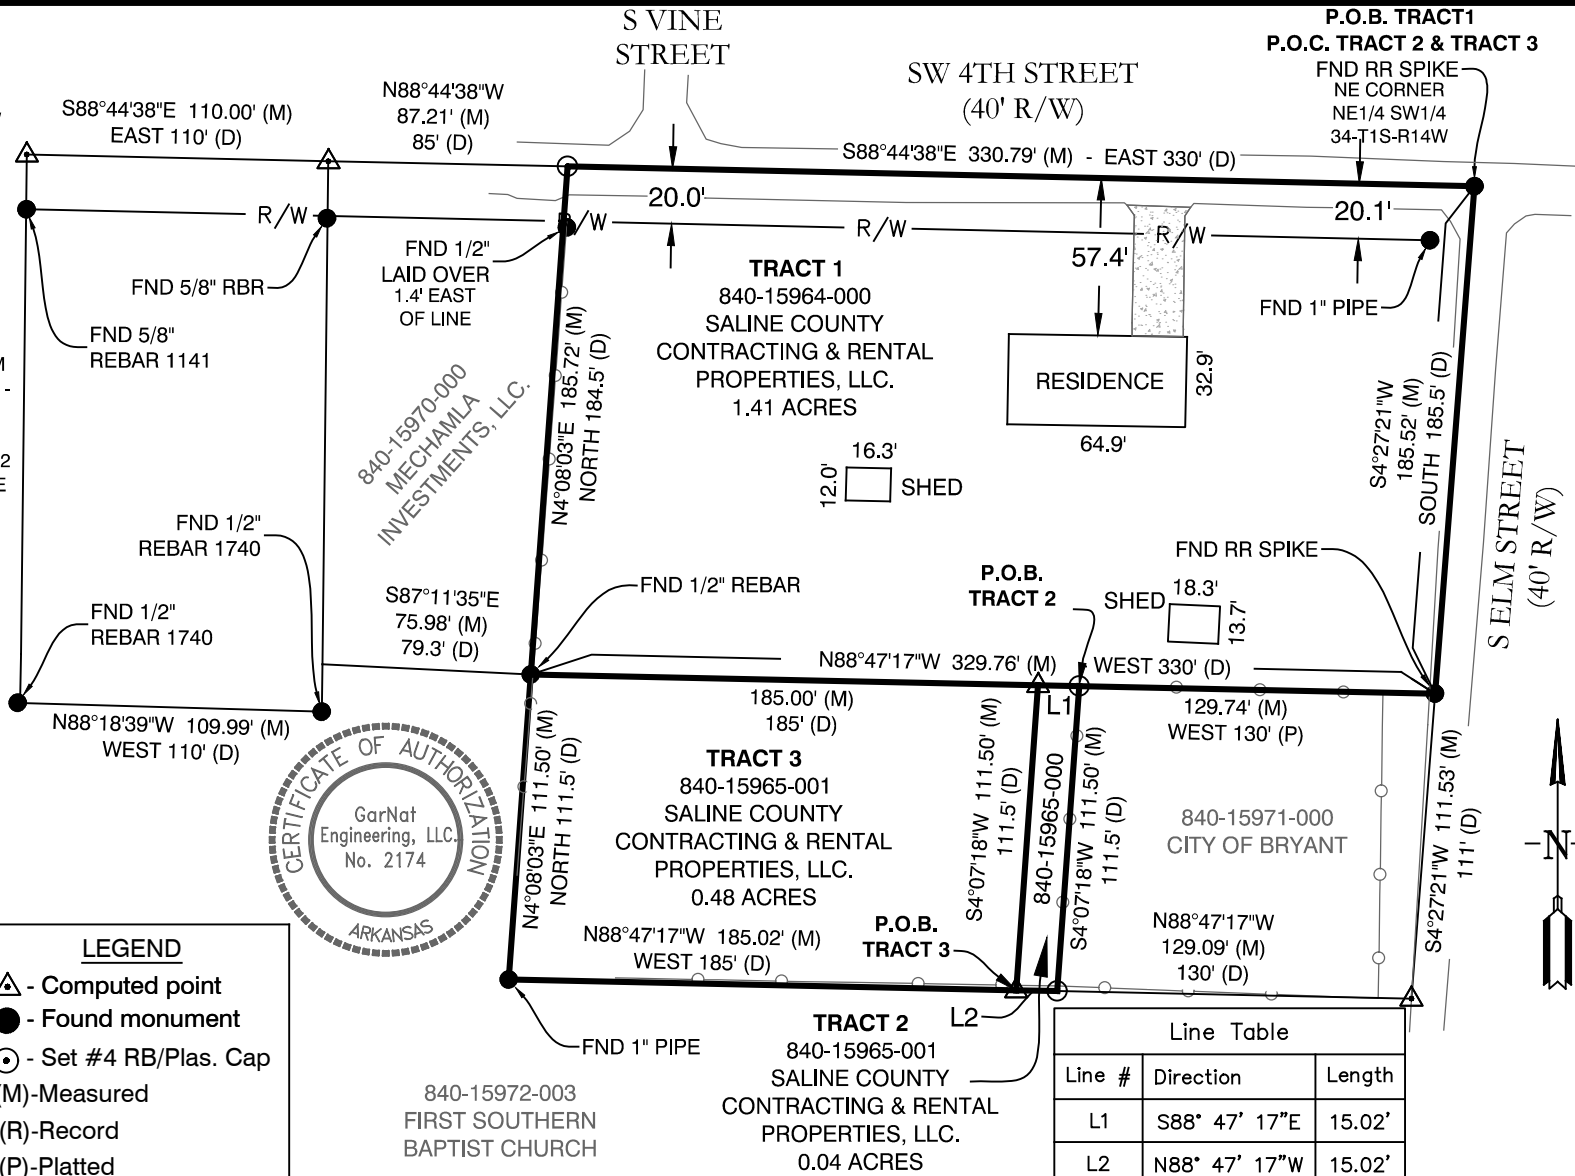 S VINE
STREET
SW 4TH STREET
(40' R/W)
P.O.B. TRACT1
P.O.C. TRACT 2 & TRACT 3
FND RR SPIKE
NE CORNER
NE1/4 SW1/4
34-T1S-R14W
S88°44'38"E 110.00' (M)
EAST 110' (D)
N88°44'38"W
87.21' (M)
85' (D)
S88°44'38"E 330.79' (M) - EAST 330' (D)
20.0'
20.1'
R/W
R/W
R/W
R/W
57.4'
FND 5/8" RBR
FND 5/8"
REBAR 1141
FND 1/2"
LAID OVER
1.4' EAST
OF LINE
FND 1" PIPE
TRACT 1
840-15964-000
SALINE COUNTY
CONTRACTING & RENTAL
PROPERTIES, LLC.
1.41 ACRES
RESIDENCE
32.9'
64.9'
16.3'
12.0'
SHED
840-15970-000
MECHAMLA
INVESTMENTS, LLC.
N4°08'03"E 185.72' (M)
NORTH 184.5' (D)
S4°27'21"W
185.52' (M)
SOUTH 185.5' (D)
S ELM STREET
(40' R/W)
M
-
2
E
FND 1/2"
REBAR 1740
FND 1/2"
REBAR 1740
S87°11'35"E
75.98' (M)
79.3' (D)
FND 1/2" REBAR
FND RR SPIKE
P.O.B.
TRACT 2
SHED
18.3'
13.7'
N88°47'17"W 329.76' (M)
WEST 330' (D)
N88°18'39"W 109.99' (M)
WEST 110' (D)
185.00' (M)
185' (D)
L1
129.74' (M)
WEST 130' (P)
CERTIFICATE OF AUTHORIZATION
GarNat
Engineering, LLC.
No. 2174
ARKANSAS
N4°08'03"E 111.50' (M)
NORTH 111.5' (D)
TRACT 3
840-15965-001
SALINE COUNTY
CONTRACTING & RENTAL
PROPERTIES, LLC.
0.48 ACRES
S4°07'18"W 111.50' (M)
111.5' (D)
840-15965-000
S4°07'18"W 111.50' (M)
111.5' (D)
840-15971-000
CITY OF BRYANT
S4°27'21"W 111.53' (M)
111' (D)
N
N88°47'17"W 185.02' (M)
WEST 185' (D)
P.O.B.
TRACT 3
N88°47'17"W
129.09' (M)
130' (D)
L2
FND 1" PIPE
TRACT 2
840-15965-001
SALINE COUNTY
CONTRACTING & RENTAL
PROPERTIES, LLC.
0.04 ACRES
840-15972-003
FIRST SOUTHERN
BAPTIST CHURCH
LEGEND
- Computed point
- Found monument
- Set #4 RB/Plas. Cap
(M)-Measured
(R)-Record
(P)-Platted
Line Table
Line # Direction Length
L1 S88° 47' 17"E 15.02'
L2 N88° 47' 17"W 15.02'